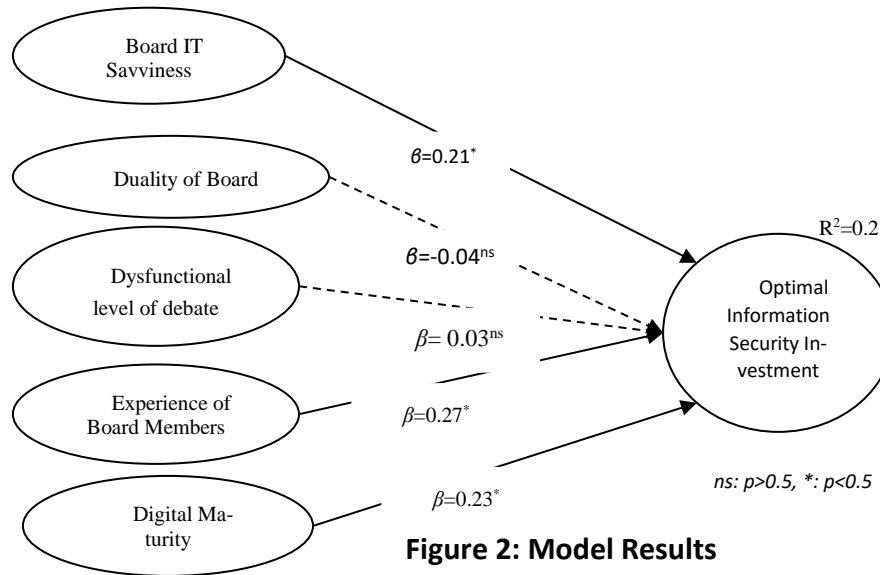 Board IT
Savviness
β=0.21*
Duality of Board
R²=0.2
β=-0.04ns
Dysfunctional
level of debate
Optimal
Information
Security In-
vestment
β= 0.03ns
Experience of
Board Members
β=0.27*
ns: p>0.5, *: p<0.5
Digital Ma-
turity
β=0.23*
Figure 2: Model Results